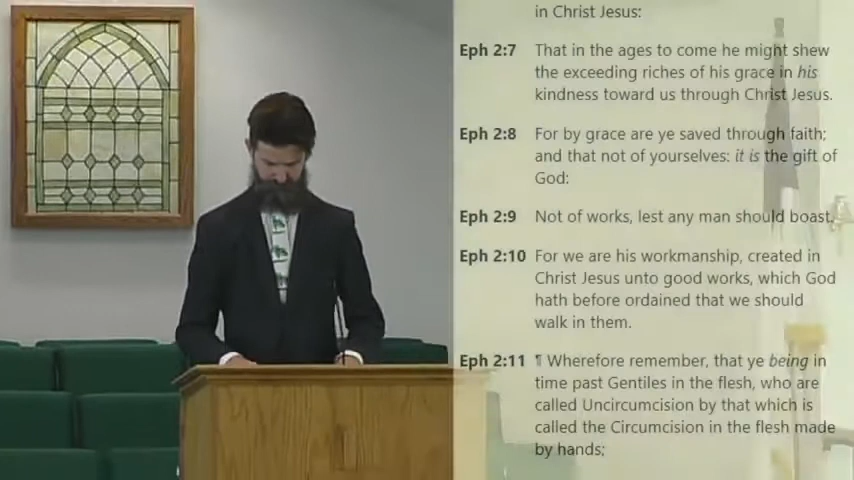 in Christ Jesus:
Eph 2:7 That in the ages to come he might shew
the exceeding riches of his grace in his
kindness toward us through Christ Jesus.
Eph 2:8 For by grace are ye saved through faith;
and that not of yourselves: it is the gift of
God:
Eph 2:9 Not of works, lest any man should boast.
Eph 2:10 For we are his workmanship, created in
Christ Jesus unto good works, which God
hath before ordained that we should
walk in them.
Eph 2:11 ¶ Wherefore remember, that ye being in
time past Gentiles in the flesh, who are
called Uncircumcision by that which is
called the Circumcision in the flesh made
by hands;